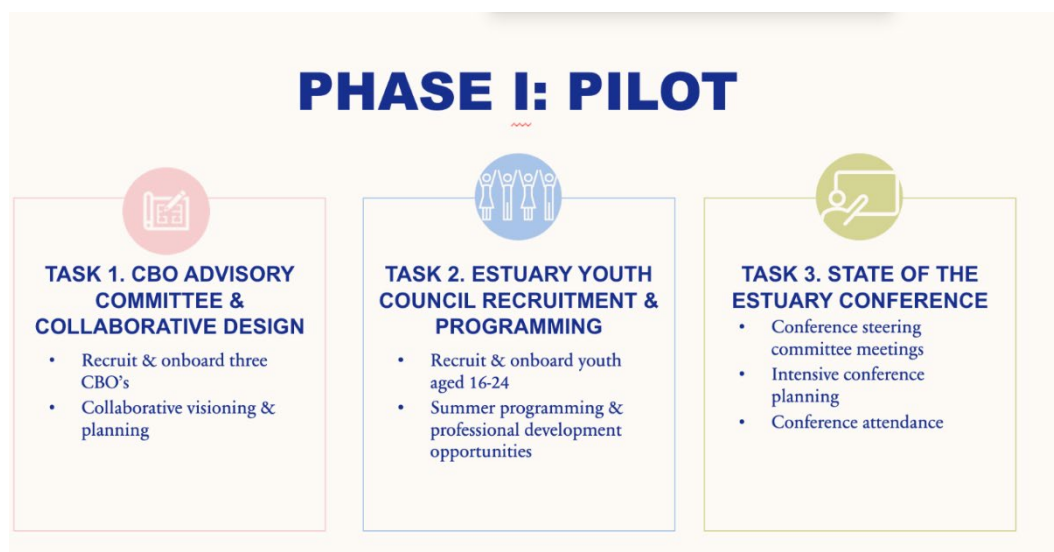 PHASE I: PILOT
TASK 1. CBO ADVISORY
COMMITTEE &
COLLABORATIVE DESIGN
• Recruit & onboard three
CBO's
• Collaborative visioning &
planning
TASK 2. ESTUARY YOUTH
COUNCIL RECRUITMENT &
PROGRAMMING
• Recruit & onboard youth
aged 16-24
• Summer programming &
professional development
opportunities
TASK 3. STATE OF THE
ESTUARY CONFERENCE
• Conference steering
committee meetings
• Intensive conference
planning
• Conference attendance